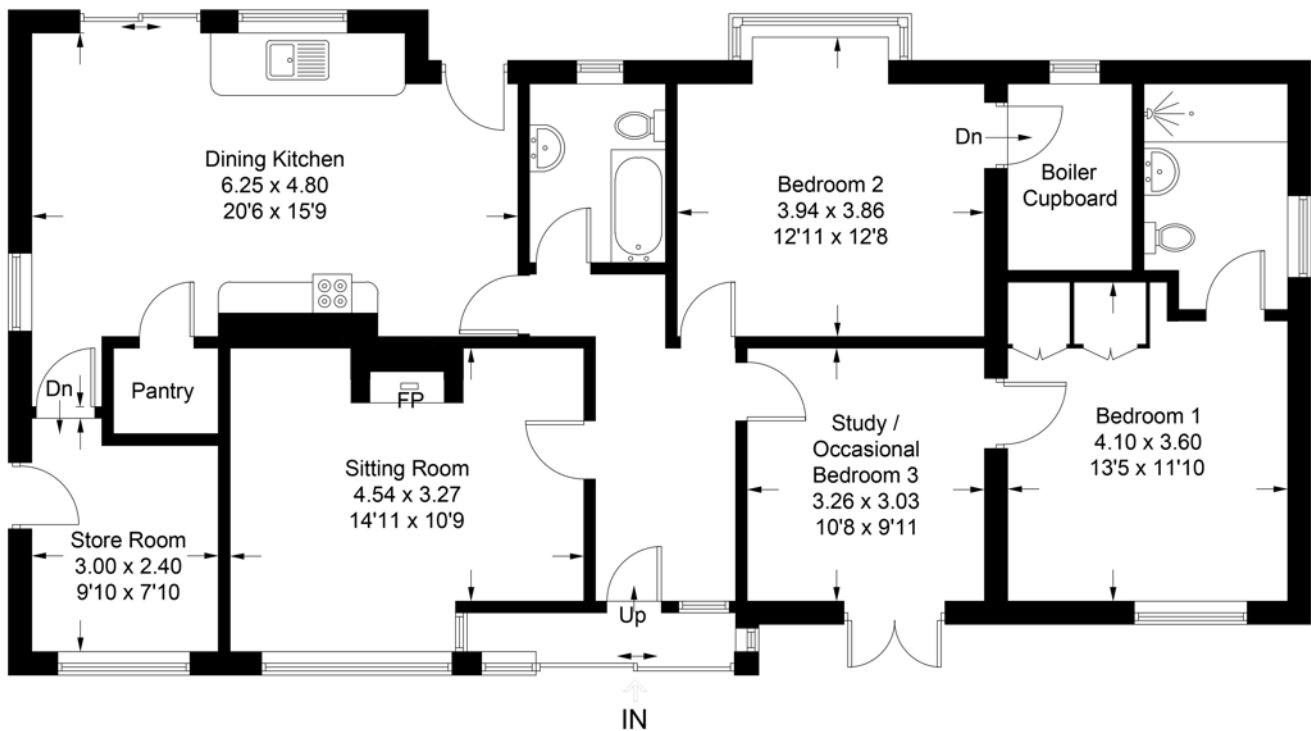 Dining Kitchen
6.25 x 4.80
20'6 x 15'9
Bedroom 2
3.94 x 3.86
12'11 x 12'8
Dn
Boiler
Cupboard
Dn
Pantry
FP
Sitting Room
4.54 x 3.27
14'11 x 10'9
Study /
Occasional
Bedroom 3
3.26 x 3.03
10'8 x 9'11
Bedroom 1
4.10 x 3.60
13'5 x 11'10
Store Room
3.00 x 2.40
9'10 x 7'10
Up
IN